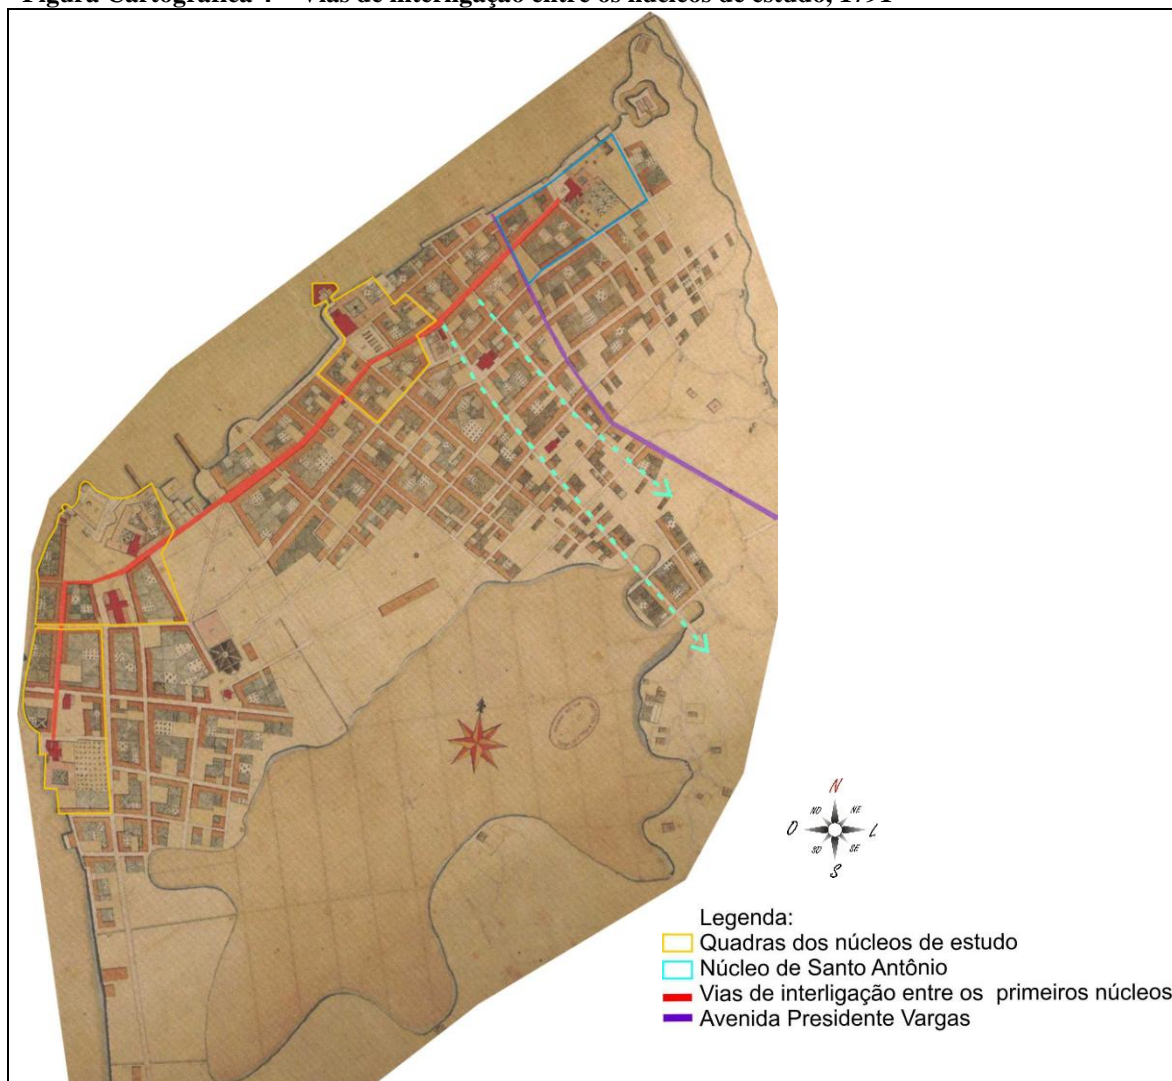 Figura Cartográfica 4 – Vias de interligação entre os núcleos de estudo, 1791
N
NO NE
O L
SO SE
S
Legenda:
Quadras dos núcleos de estudo
Núcleo de Santo Antônio
Vias de interligação entre os primeiros núcleos
Avenida Presidente Vargas